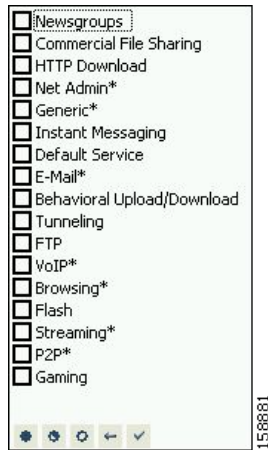 Newsgroups
Commercial File Sharing
HTTP Download
Net Admin*
Generic*
Instant Messaging
Default Service
E-Mail*
Behavioral Upload/Download
Tunneling
FTP
VoIP*
Browsing*
Flash
Streaming*
P2P*
Gaming
158881